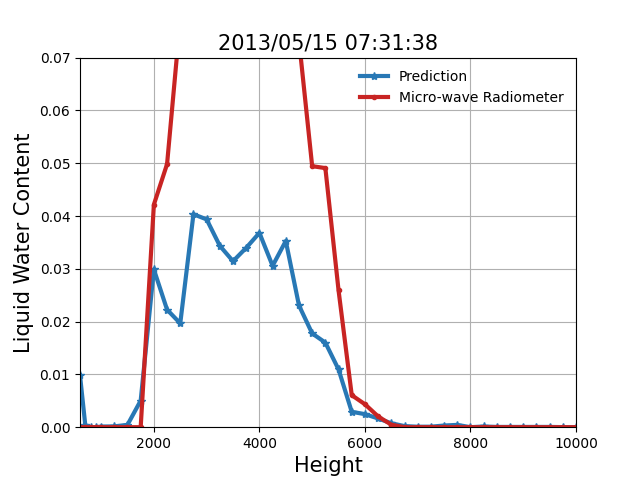 2013/05/15 07:31:38
0.07
0.06
0.05
0.04
0.03
0.02
0.01
0.00
Liquid Water Content
Prediction
Micro-wave Radiometer
2000 4000 6000 8000 10000
Height